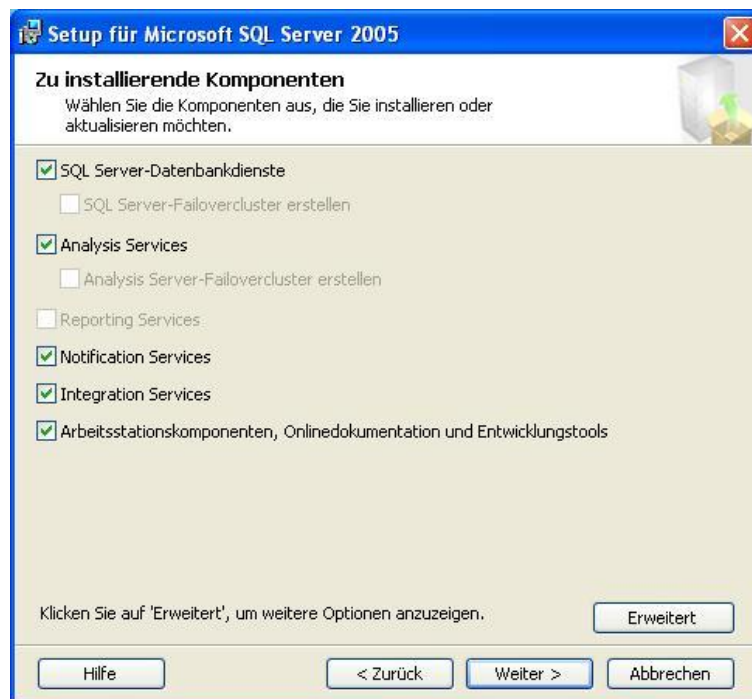 Setup für Microsoft SQL Server 2005
Zu installierende Komponenten
Wählen Sie die Komponenten aus, die Sie installieren oder
aktualisieren möchten.
SQL Server-Datenbankdienste
SQL Server-Failovercluster erstellen
Analysis Services
Analysis Server-Failovercluster erstellen
Reporting Services
Notification Services
Integration Services
Arbeitsstationskomponenten, Onlinedokumentation und Entwicklungstools
Klicken Sie auf 'Erweitert', um weitere Optionen anzuzeigen.
Erweitert
Hilfe
< Zurück
Weiter >
Abbrechen